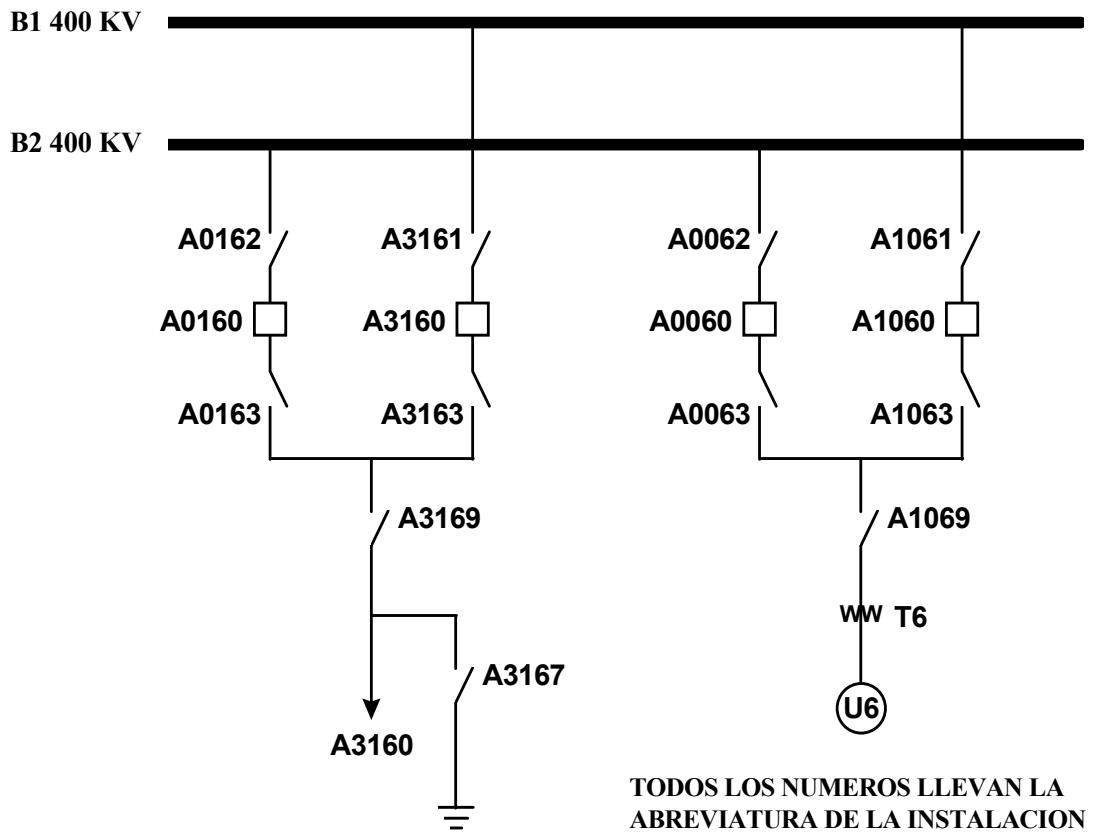 B1 400 KV
B2 400 KV
A0162
A3161
A0062
A1061
A0160
A3160
A0060
A1060
A0163
A3163
A0063
A1063
A3169
A1069
T6
A3167
U6
A3160
TODOS LOS NUMEROS LLEVAN LA
ABREVIATURA DE LA INSTALACION